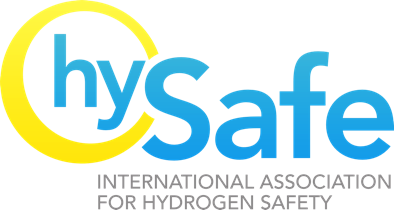 hySafe
INTERNATIONAL ASSOCIATION
FOR HYDROGEN SAFETY